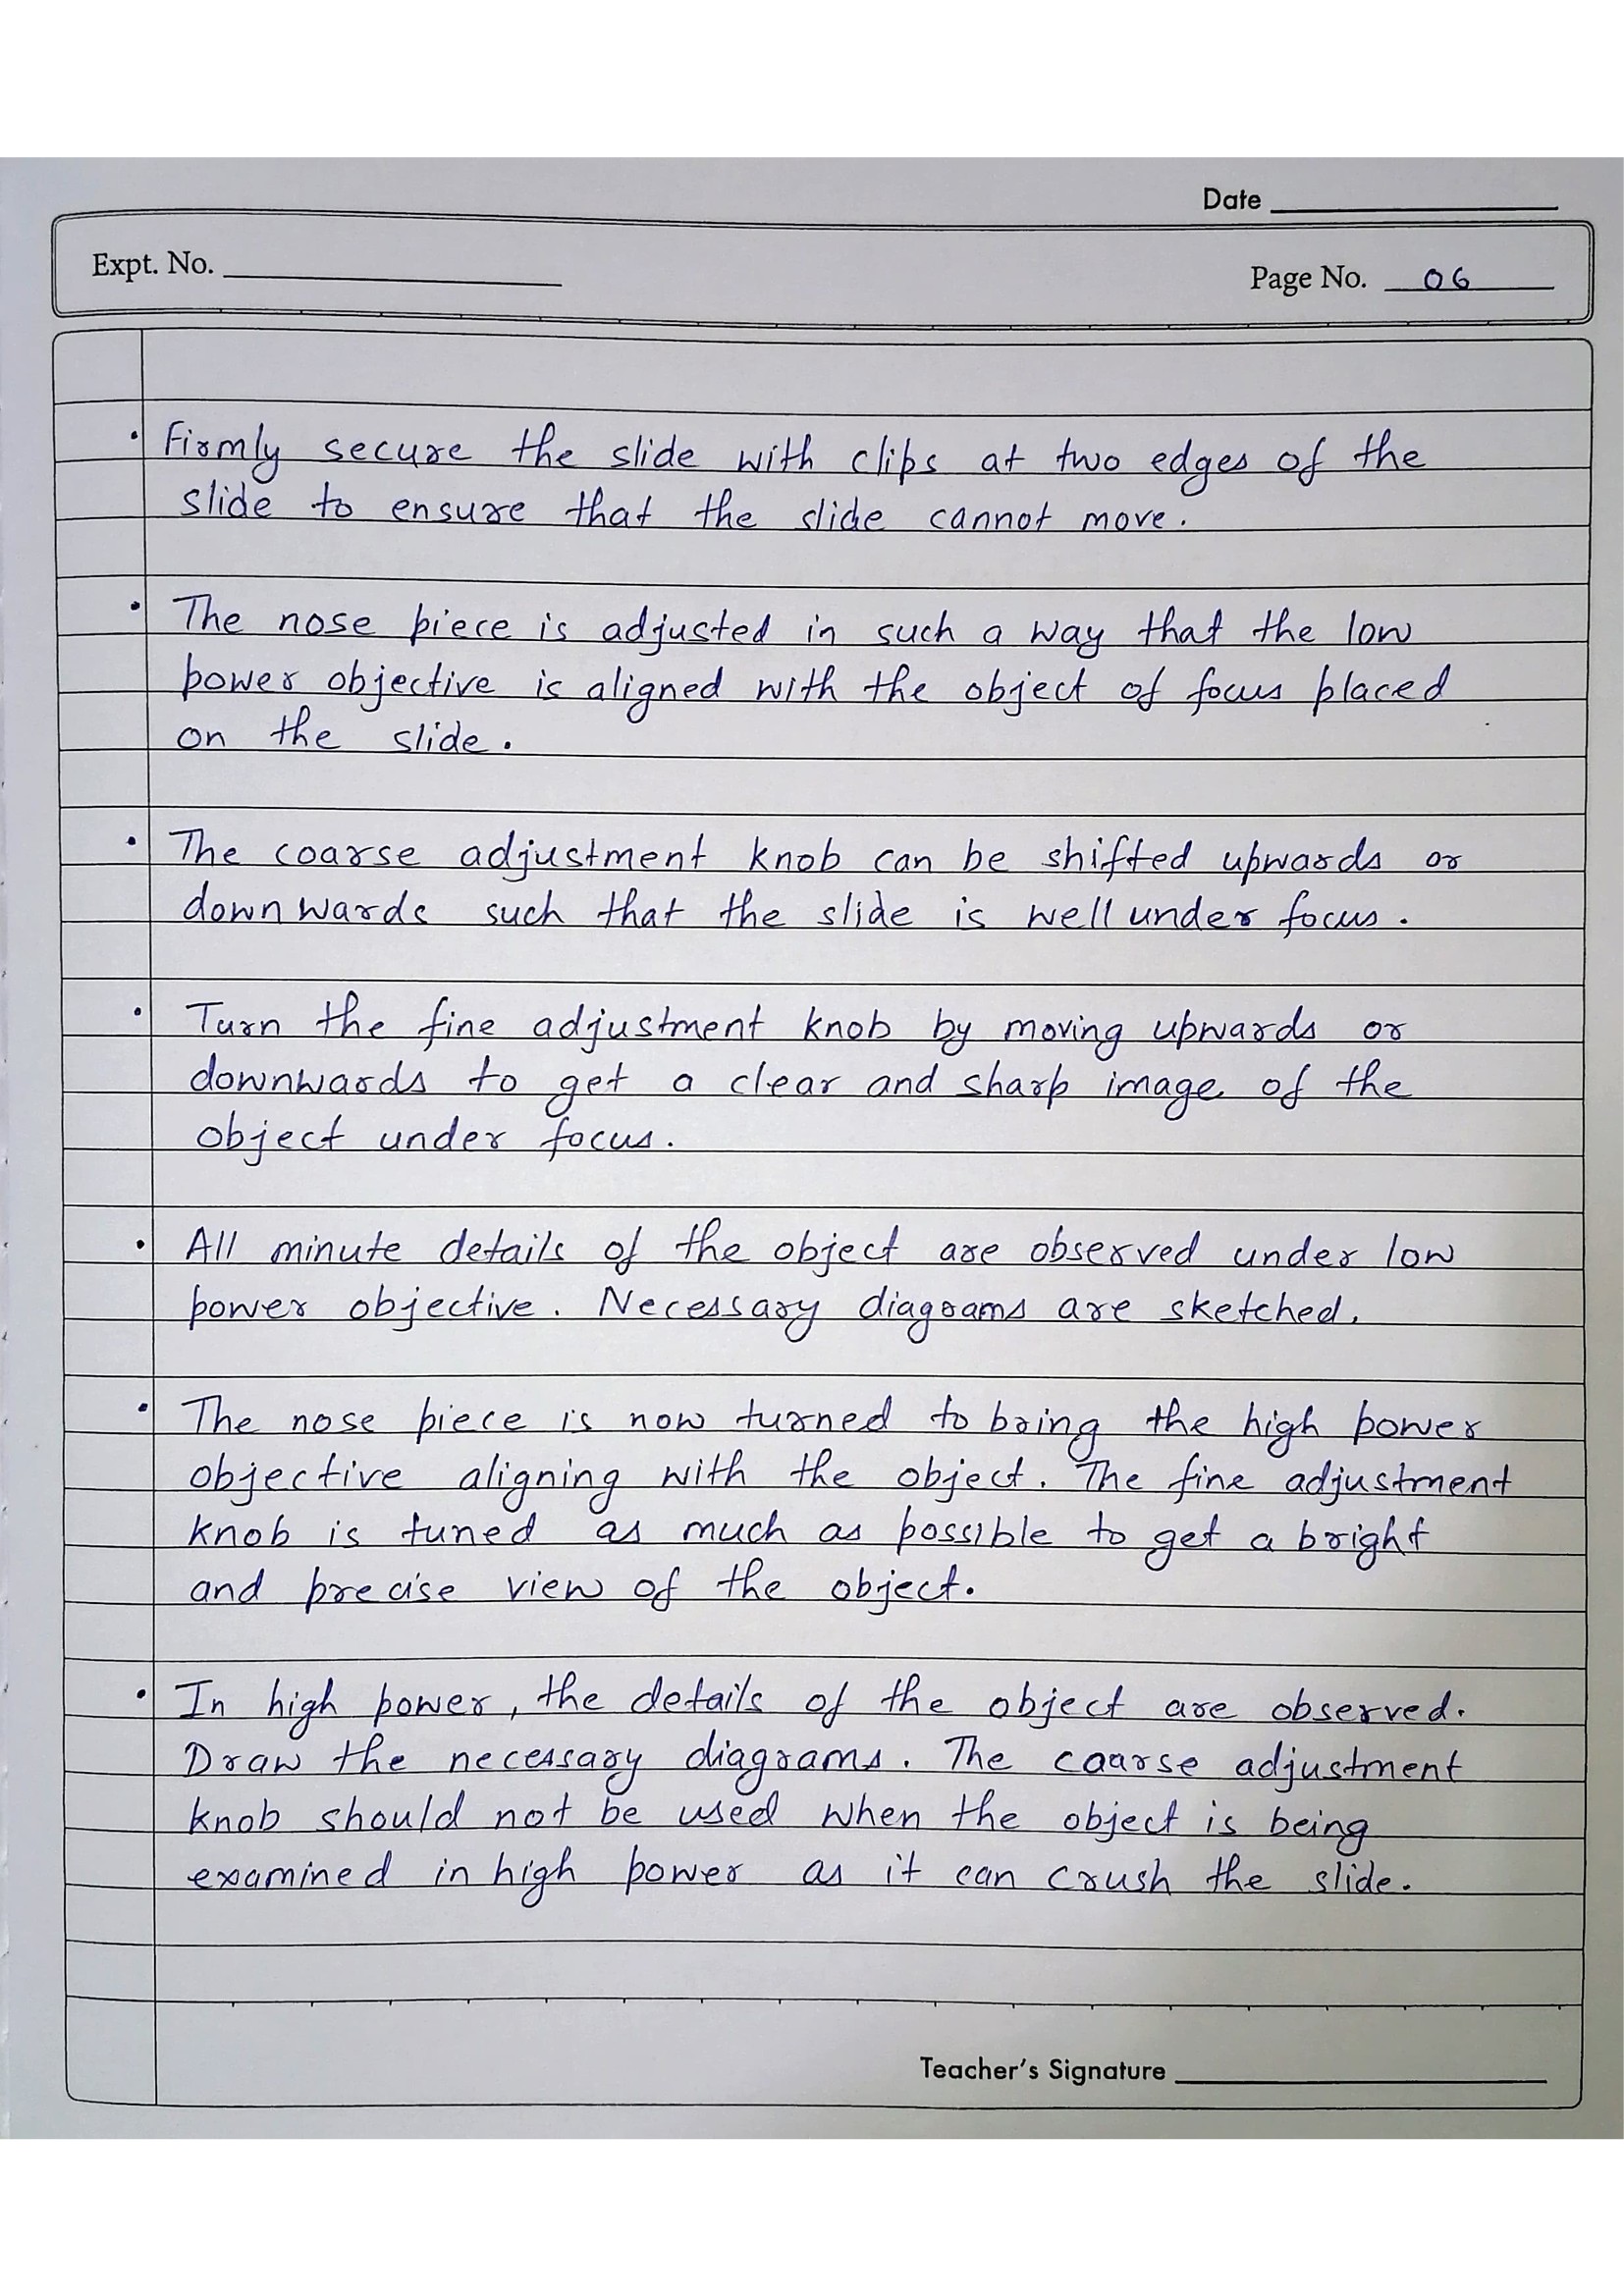 Date
Expt. No.
Page No. 06
• Firmly secure the slide with clips at two edges of the
slide to ensure that the slide cannot move.
• The nose piece is adjusted in such a way that the low
power objective is aligned with the object of focus placed
on the slide.
• The coarse adjustment knob can be shifted upwards or
downwards such that the slide is well under focus.
• Turn the fine adjustment knob by moving upwards or
downwards to get a clear and sharp image of the
object under focus.
• All minute details of the object are observed under low
power objective. Necessary diagrams are sketched.
• The nose piece is now turned to bring the high power
objective aligning with the object. The fine adjustment
knob is tuned as much as possible to get a bright
and precise view of the object.
• In high power, the details of the object are observed.
Draw the necessary diagrams. The coarse adjustment
knob should not be used when the object is being
examined in high power as it can crush the slide.
Teacher's Signature